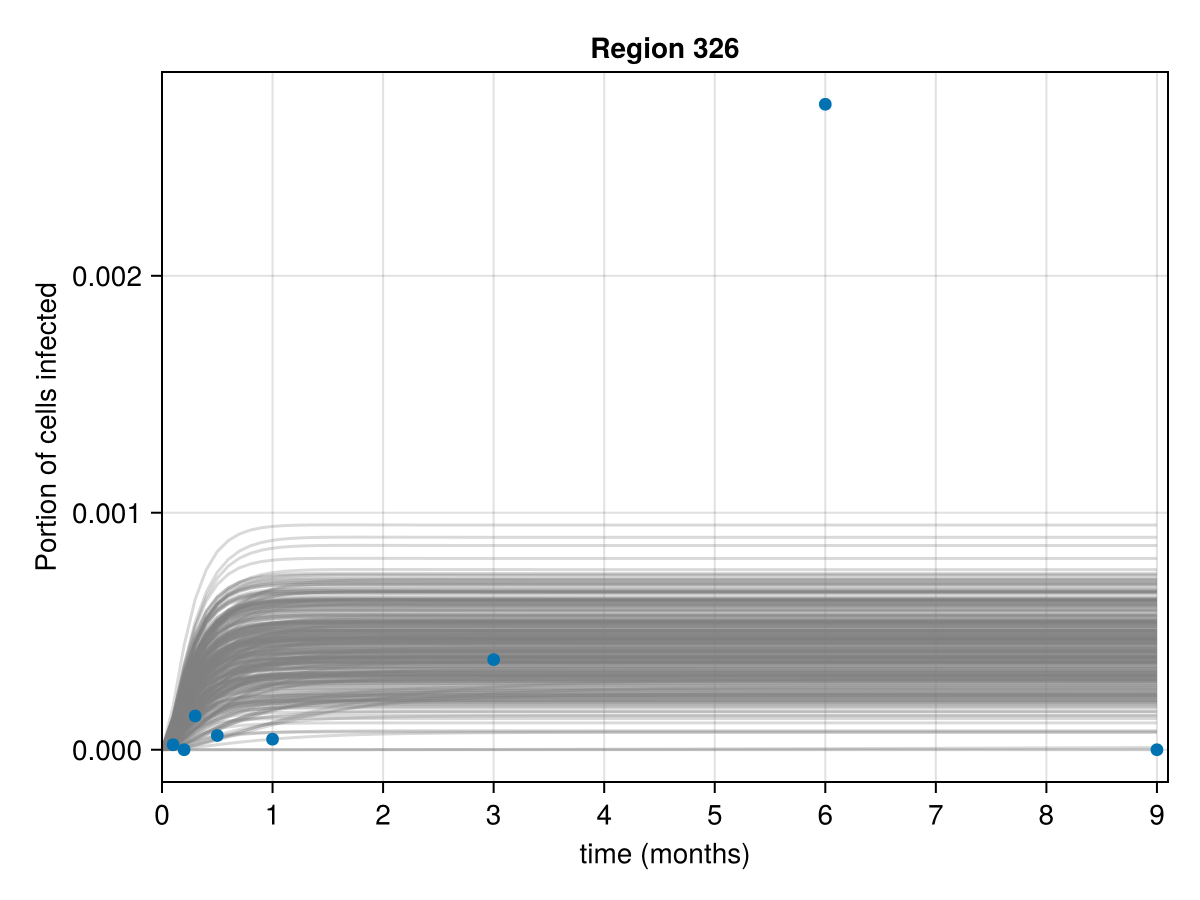 Region 326
Portion of cells infected
0.002
0.001
0.000
0 1 2 3 4 5 6 7 8 9
time (months)